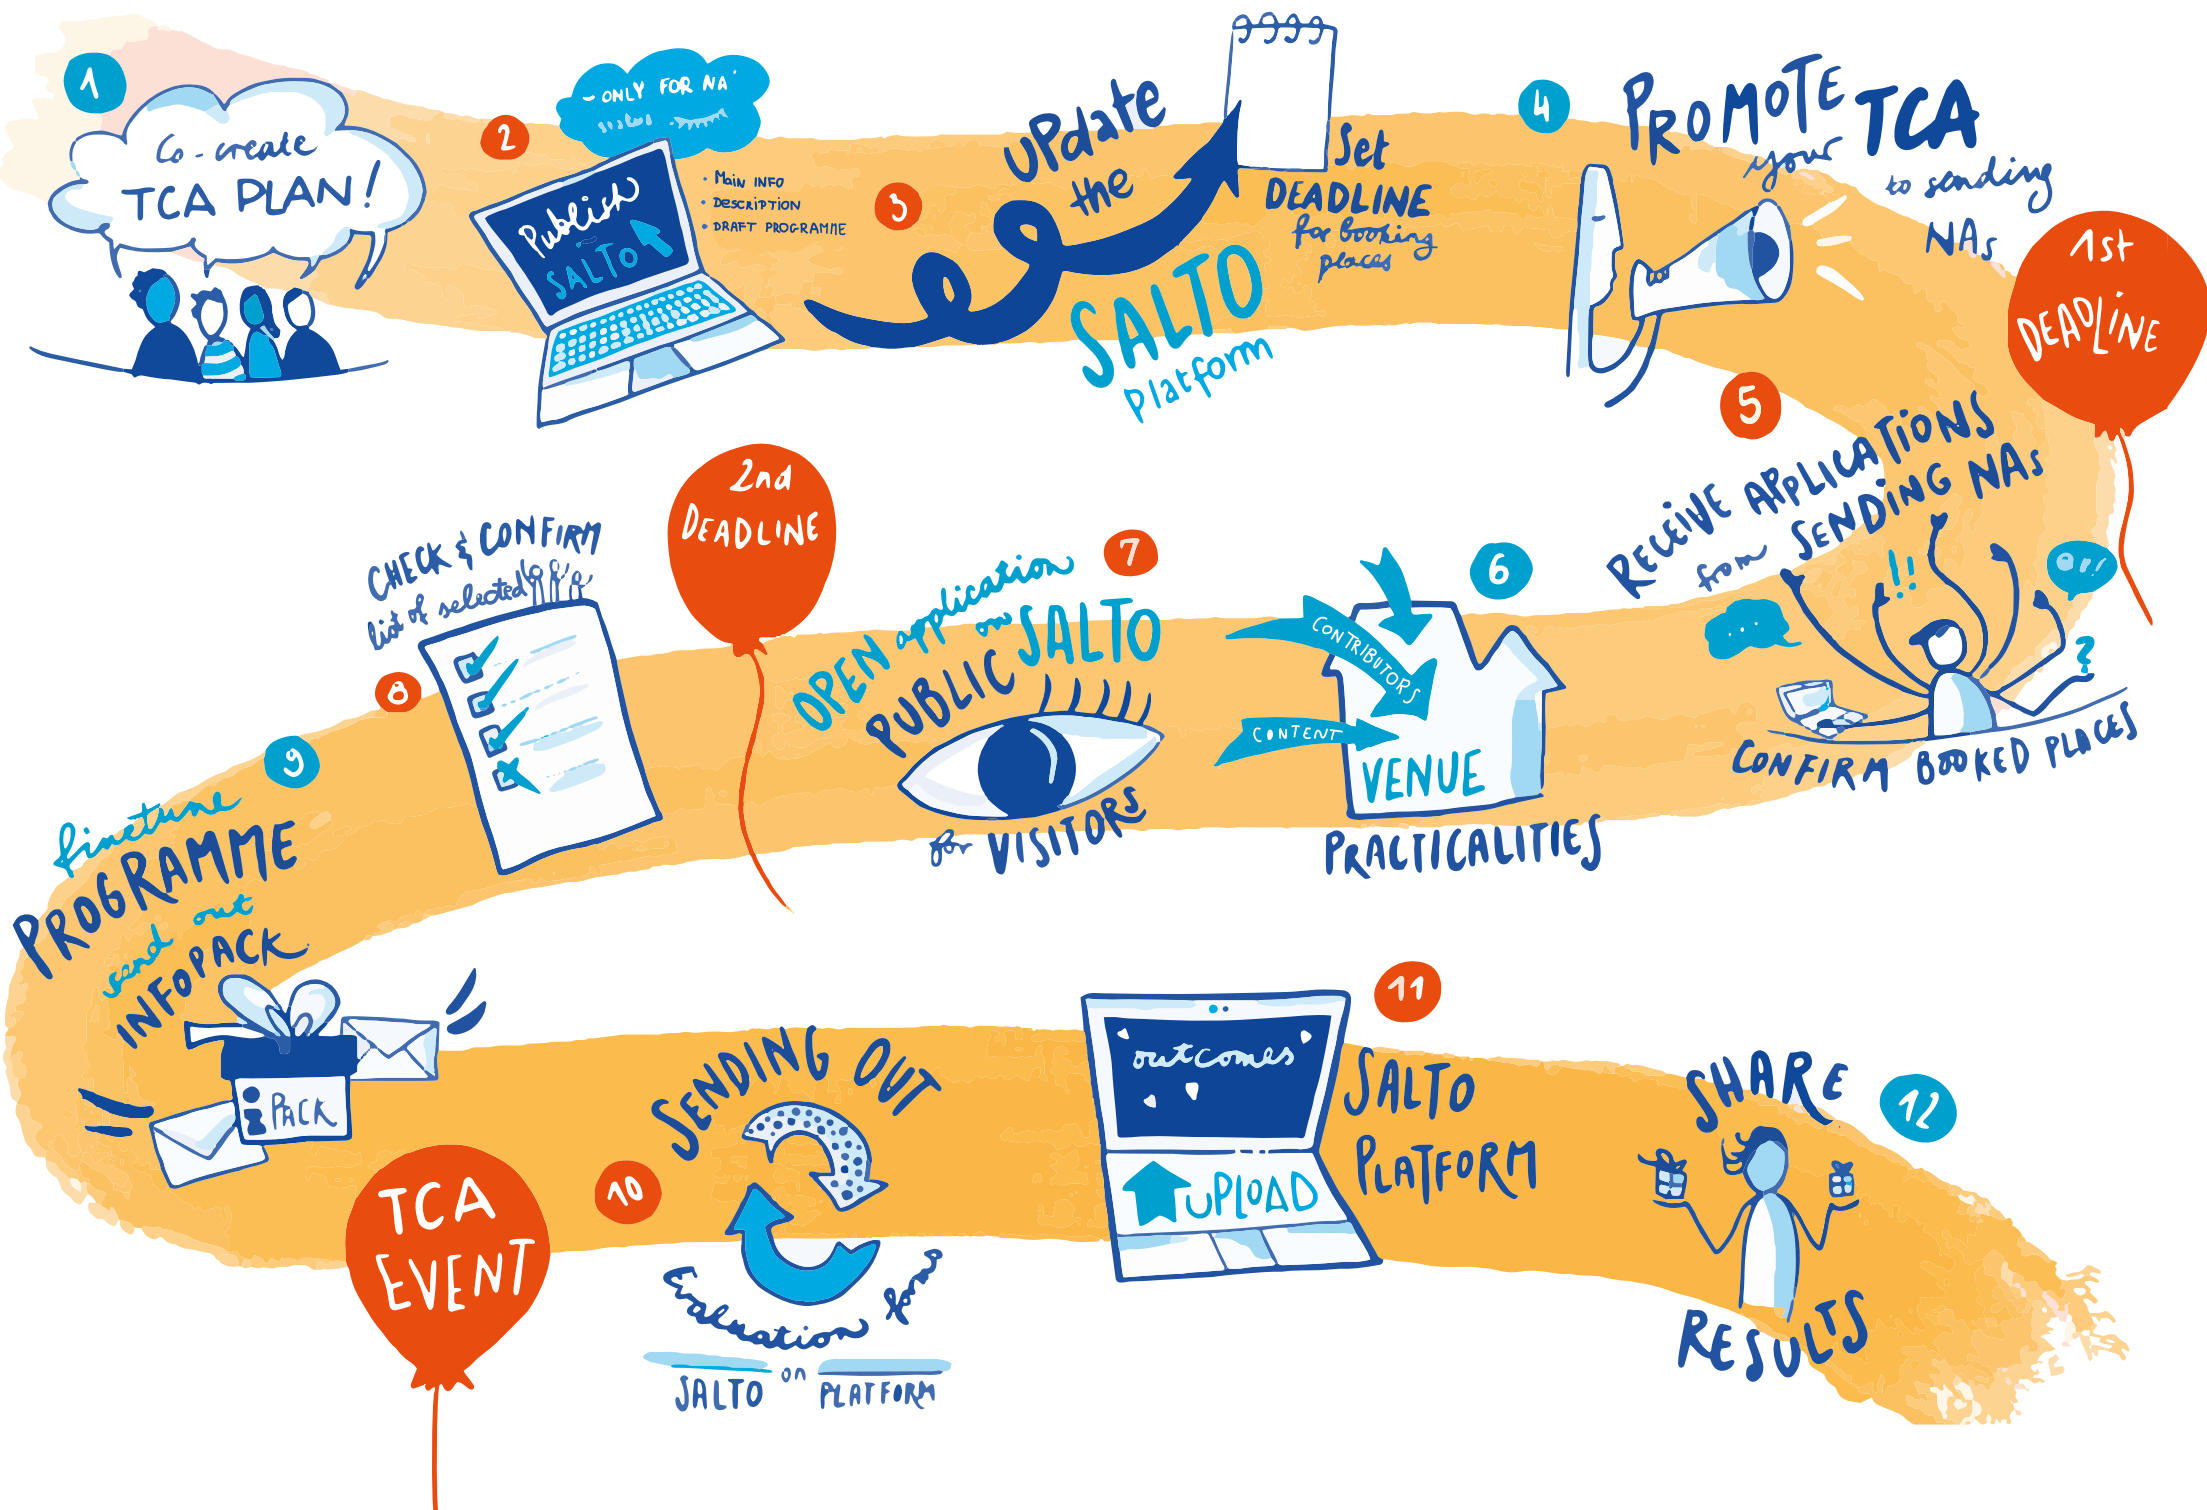 1
Co-create
TCA PLAN!
2
- ONLY FOR NA'
Publish
SALTO
• MAIN INFO
• DESCRIPTION
• DRAFT PROGRAMME
3
UPdate
the
SALTO
Platform
Set
DEADLINE
for booking
places
4
PROMOTE
your TCA
to sending
NAs
1st
DEADLINE
5
RECEIVE APPLICATIONS
from SENDING NAs
...
!!
?
CONFIRM BOOKED PLACES
6
CONTRIBUTORS
CONTENT
VENUE
PRACTICALITIES
7
OPEN application
on SALTO
PUBLIC
for VISITORS
2nd
DEADLINE
8
CHECK & CONFIRM
list of selected
9
finetune
PROGRAMME
send out
INFOPACK
i PACK
TCA
EVENT
10
SENDING OUT
Evaluation form
SALTO on PLATFORM
11
outcomes
UPLOAD
SALTO
PLATFORM
12
SHARE
RESULTS